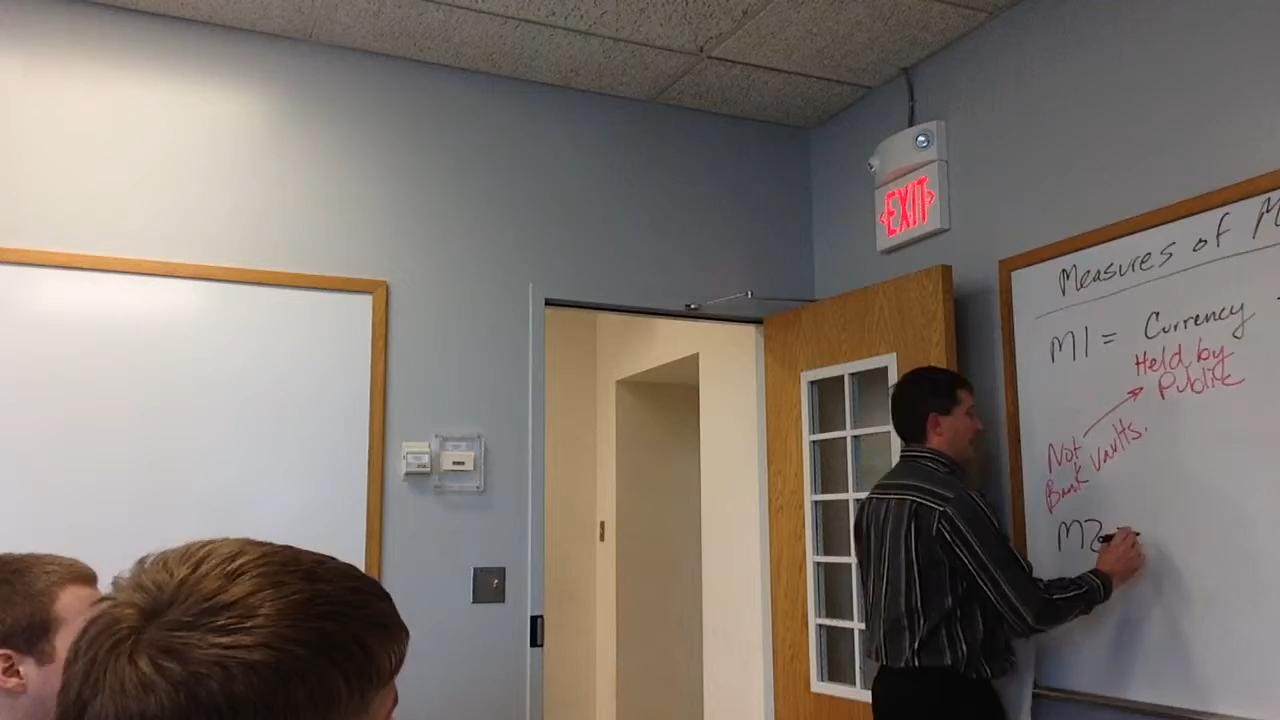 EXIT
Measures of M
M1 = Currency
Held by
Public
Not
Bank Vaults.
M2